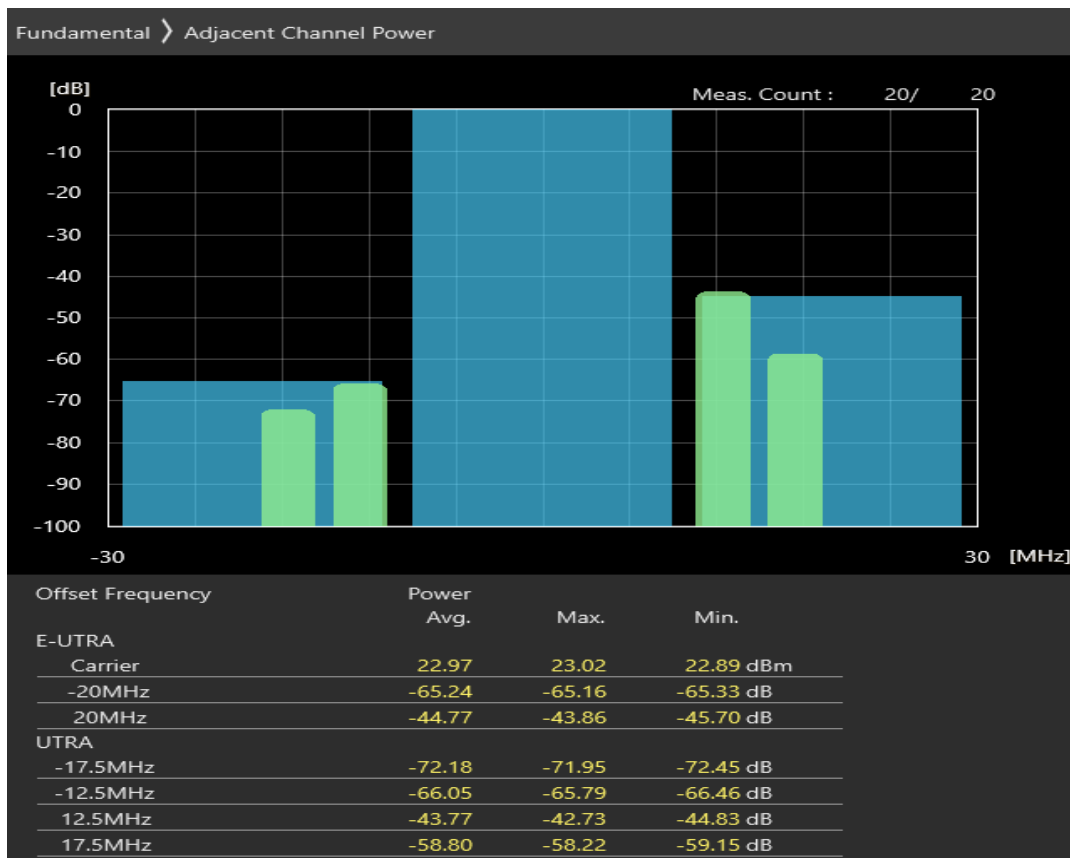 Fundamental 〉 Adjacent Channel Power
[dB]
Meas. Count : 20/ 20
0
-10
-20
-30
-40
-50
-60
-70
-80
-90
-100
-30 30 [MHz]
Offset Frequency Power
Avg. Max. Min.
E-UTRA
Carrier 22.97 23.02 22.89 dBm
-20MHz -65.24 -65.16 -65.33 dB
20MHz -44.77 -43.86 -45.70 dB
UTRA
-17.5MHz -72.18 -71.95 -72.45 dB
-12.5MHz -66.05 -65.79 -66.46 dB
12.5MHz -43.77 -42.73 -44.83 dB
17.5MHz -58.80 -58.22 -59.15 dB